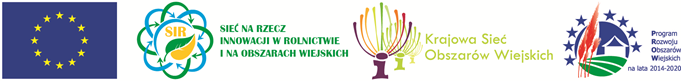 SIR
SIEĆ NA RZECZ
INNOWACJI W ROLNICTWIE
I NA OBSZARACH WIEJSKICH
Krajowa Sieć
Obszarów Wiejskich
Program
Rozwoju
Obszarów
Wiejskich
na lata 2014-2020